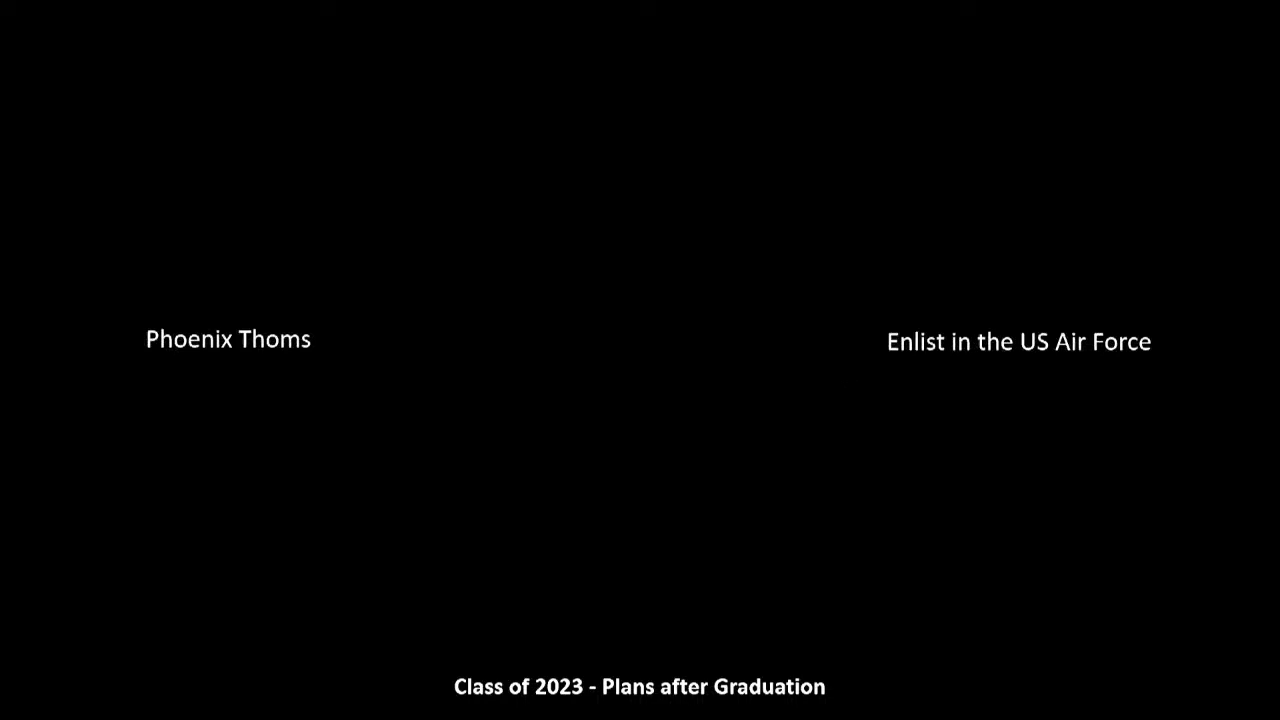 Phoenix Thoms
Enlist in the US Air Force
Class of 2023 - Plans after Graduation